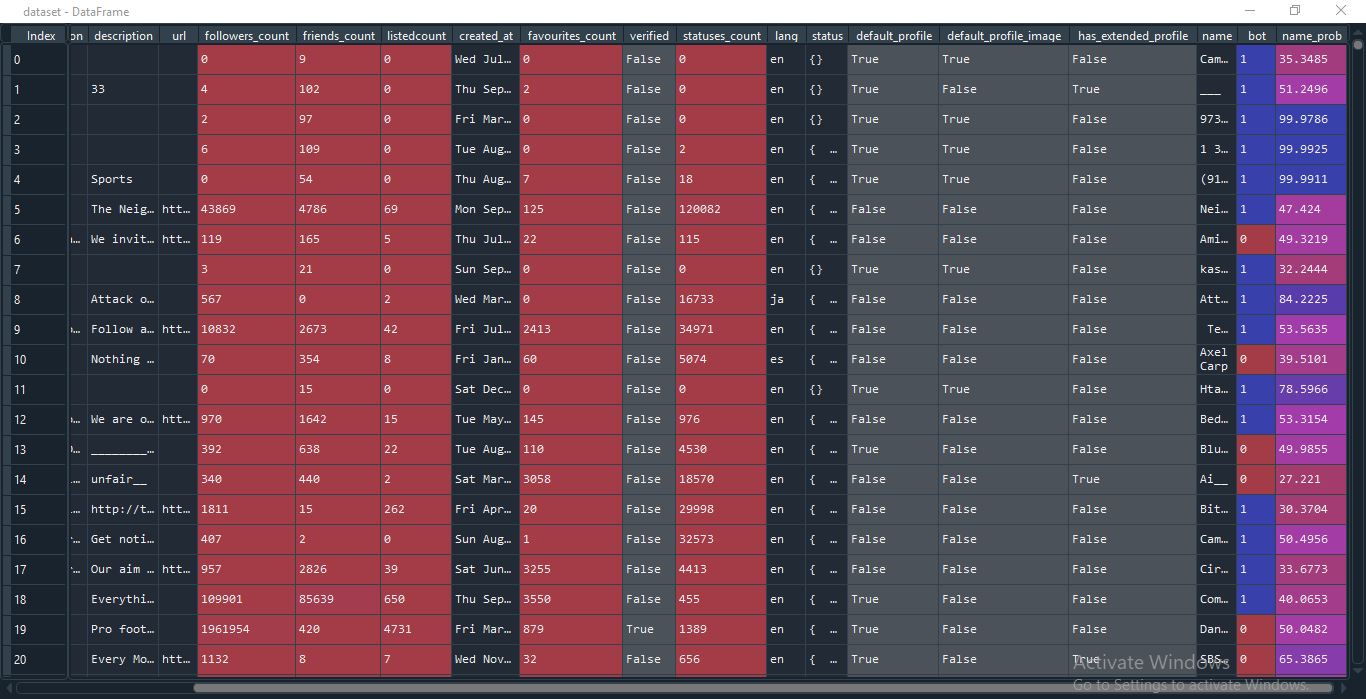 dataset - DataFrame
Index on description url followers_count friends_count listedcount created_at favourites_count verified statuses_count lang status default_profile default_profile_image has_extended_profile name bot name_prob
0 0 9 0 Wed Jul... 0 False 0 en {} True True False Cam... 1 35.3485
1 33 4 102 0 Thu Sep... 2 False 0 en {} True False True ___ 1 51.2496
2 2 97 0 Fri Mar... 0 False 0 en {} True True False 973... 1 99.9786
3 6 109 0 Tue Aug... 0 False 2 en { ... True True False 1 3... 1 99.9925
4 Sports 0 54 0 Thu Aug... 7 False 18 en { ... True True False (91... 1 99.9911
5 The Neig... htt... 43869 4786 69 Mon Sep... 125 False 120082 en { ... False False False Nei... 1 47.424
6 ... We invit... htt... 119 165 5 Thu Jul... 22 False 115 en { ... False False False Ami... 0 49.3219
7 3 21 0 Sun Sep... 0 False 0 en {} True True False kas... 1 32.2444
8 Attack o... 567 0 2 Wed Mar... 0 False 16733 ja { ... False False False Att... 1 84.2225
9 ... Follow a... htt... 10832 2673 42 Fri Jul... 2413 False 34971 en { ... False False False Te... 1 53.5635
10 Nothing ... 70 354 8 Fri Jan... 60 False 5074 es { ... False False False Axel 0 39.5101
Carp
11 0 15 0 Sat Dec... 0 False 0 en {} True True False Hta... 1 78.5966
12 ... We are o... htt... 970 1642 15 Tue May... 145 False 976 en { ... False False False Bed... 1 53.3154
13 ... ________... 392 638 22 Tue Aug... 110 False 4530 en { ... True False False Blu... 0 49.9855
14 ... unfair__ 340 440 2 Sat Mar... 3058 False 18570 en { ... False False True Ai__ 0 27.221
15 ... http://t... htt... 1811 15 262 Fri Apr... 20 False 29998 en { ... False False False Bit... 1 30.3704
16 ... Get noti... 407 2 0 Sun Aug... 1 False 32573 en { ... False False False Cam... 1 50.4956
17 ... Our aim ... htt... 957 2826 39 Sat Jun... 3255 False 4413 en { ... False False False Cir... 1 33.6773
18 Everythi... 109901 85639 650 Thu Sep... 3550 False 455 en { ... True False False Com... 1 40.0653
19 Pro foot... 1961954 420 4731 Fri Mar... 879 True 1389 en { ... True False False Dan... 0 50.0482
20 Every Mo... htt... 1132 8 7 Wed Nov... 32 False 656 en { ... True False True SBS... 0 65.3865
Activate Windows
Go to Settings to activate Windows.